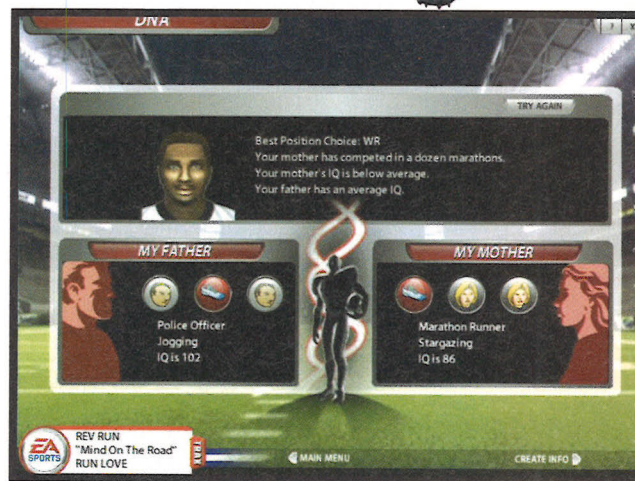 DNA
? X
TRY AGAIN
Best Position Choice: WR
Your mother has competed in a dozen marathons.
Your mother's IQ is below average.
Your father has an average IQ.
MY FATHER
Police Officer
Jogging
IQ is 102
MY MOTHER
Marathon Runner
Stargazing
IQ is 86
EA
SPORTS
REV RUN
"Mind On The Road"
RUN LOVE
TRAX
MAIN MENU
CREATE INFO